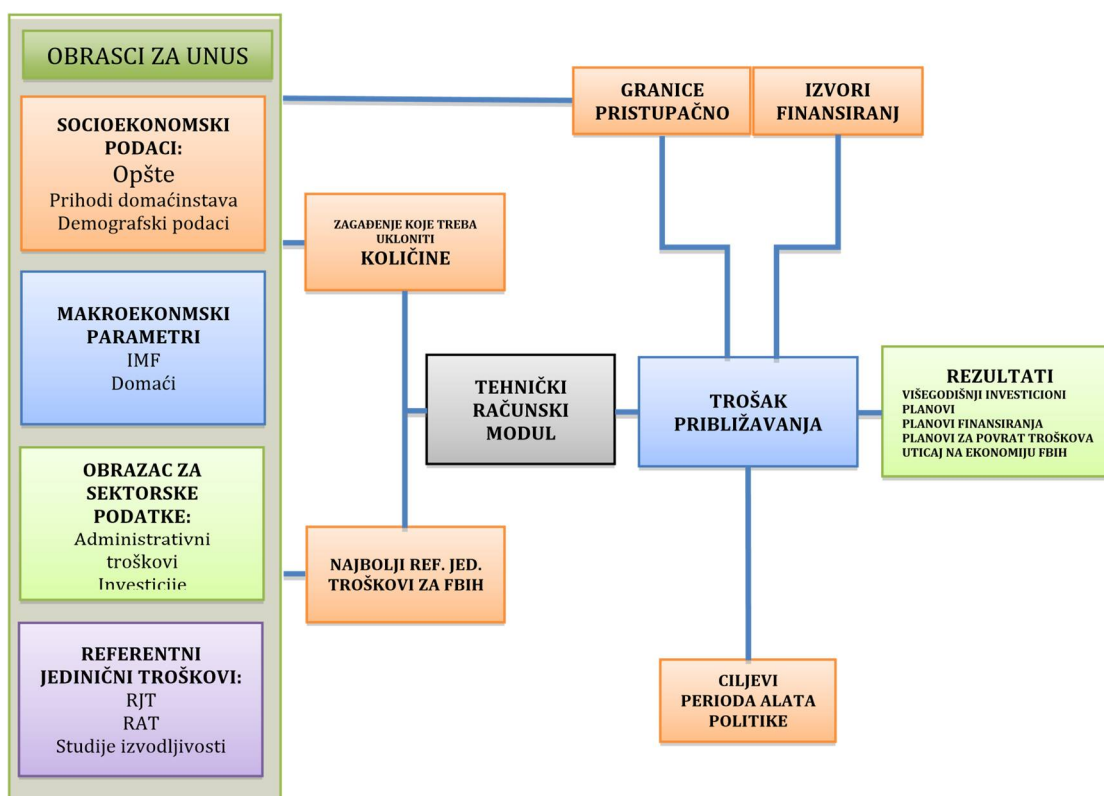 OBRASCI ZA UNUS
SOCIOEKONOMSKI
PODACI:
Opšte
Prihodi domaćinstava
Demografski podaci
MAKROEKONMSKI
PARAMETRI
IMF
Domaći
OBRAZAC ZA
SEKTORSKE
PODATKE:
Administrativni
troškovi
Investicije
REFERENTNI
JEDINIČNI TROŠKOVI:
RJT
RAT
Studije izvodljivosti
ZAGAĐENJE KOJE TREBA
UKLONITI
KOLIČINE
NAJBOLJI REF. JED.
TROŠKOVI ZA FBIH
TEHNIČKI
RAČUNSKI
MODUL
GRANICE
PRISTUPAČNO
IZVORI
FINANSIRANJ
TROŠAK
PRIBLIŽAVANJA
CILJEVI
PERIODA ALATA
POLITIKE
REZULTATI
VIŠEGODIŠNJI INVESTICIONI
PLANOVI
PLANOVI FINANSIRANJA
PLANOVI ZA POVRAT TROŠKOVA
UTICAJ NA EKONOMIJU FBIH